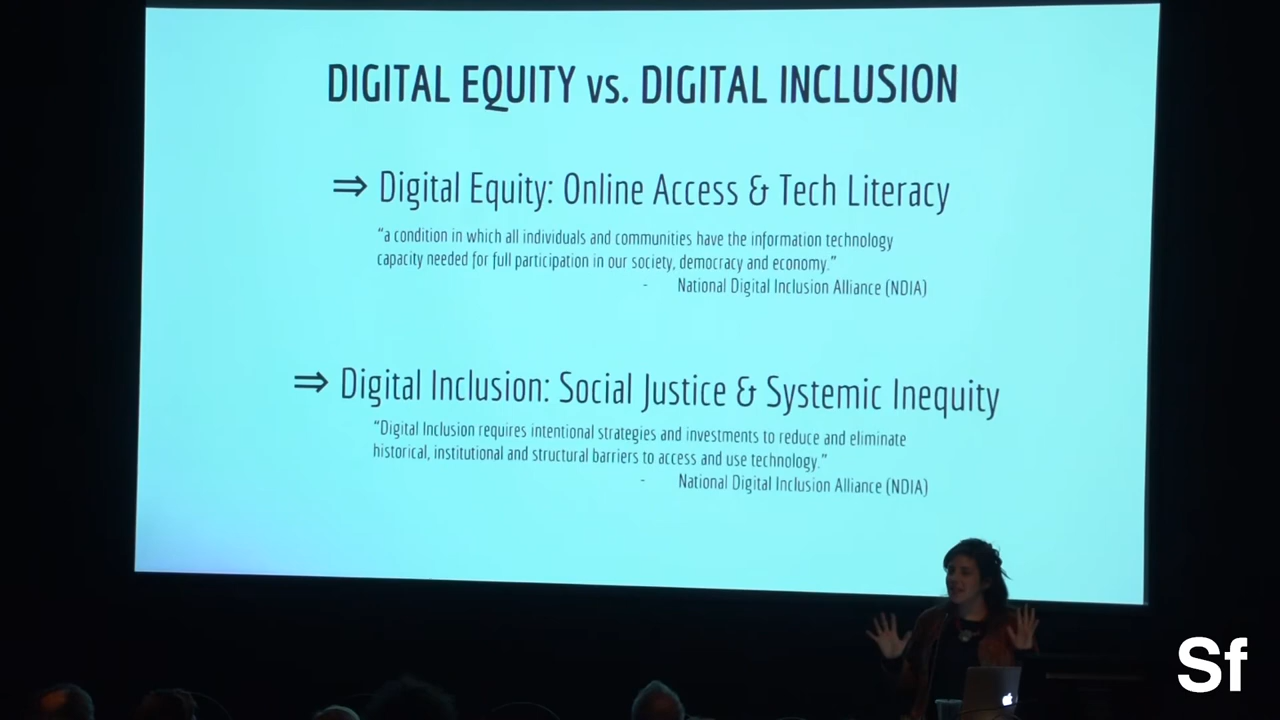 DIGITAL EQUITY vs. DIGITAL INCLUSION
⇒ Digital Equity: Online Access & Tech Literacy
“a condition in which all individuals and communities have the information technology
capacity needed for full participation in our society, democracy and economy.”
- National Digital Inclusion Alliance (NDIA)
⇒ Digital Inclusion: Social Justice & Systemic Inequity
“Digital Inclusion requires intentional strategies and investments to reduce and eliminate
historical, institutional and structural barriers to access and use technology.”
- National Digital Inclusion Alliance (NDIA)
Sf